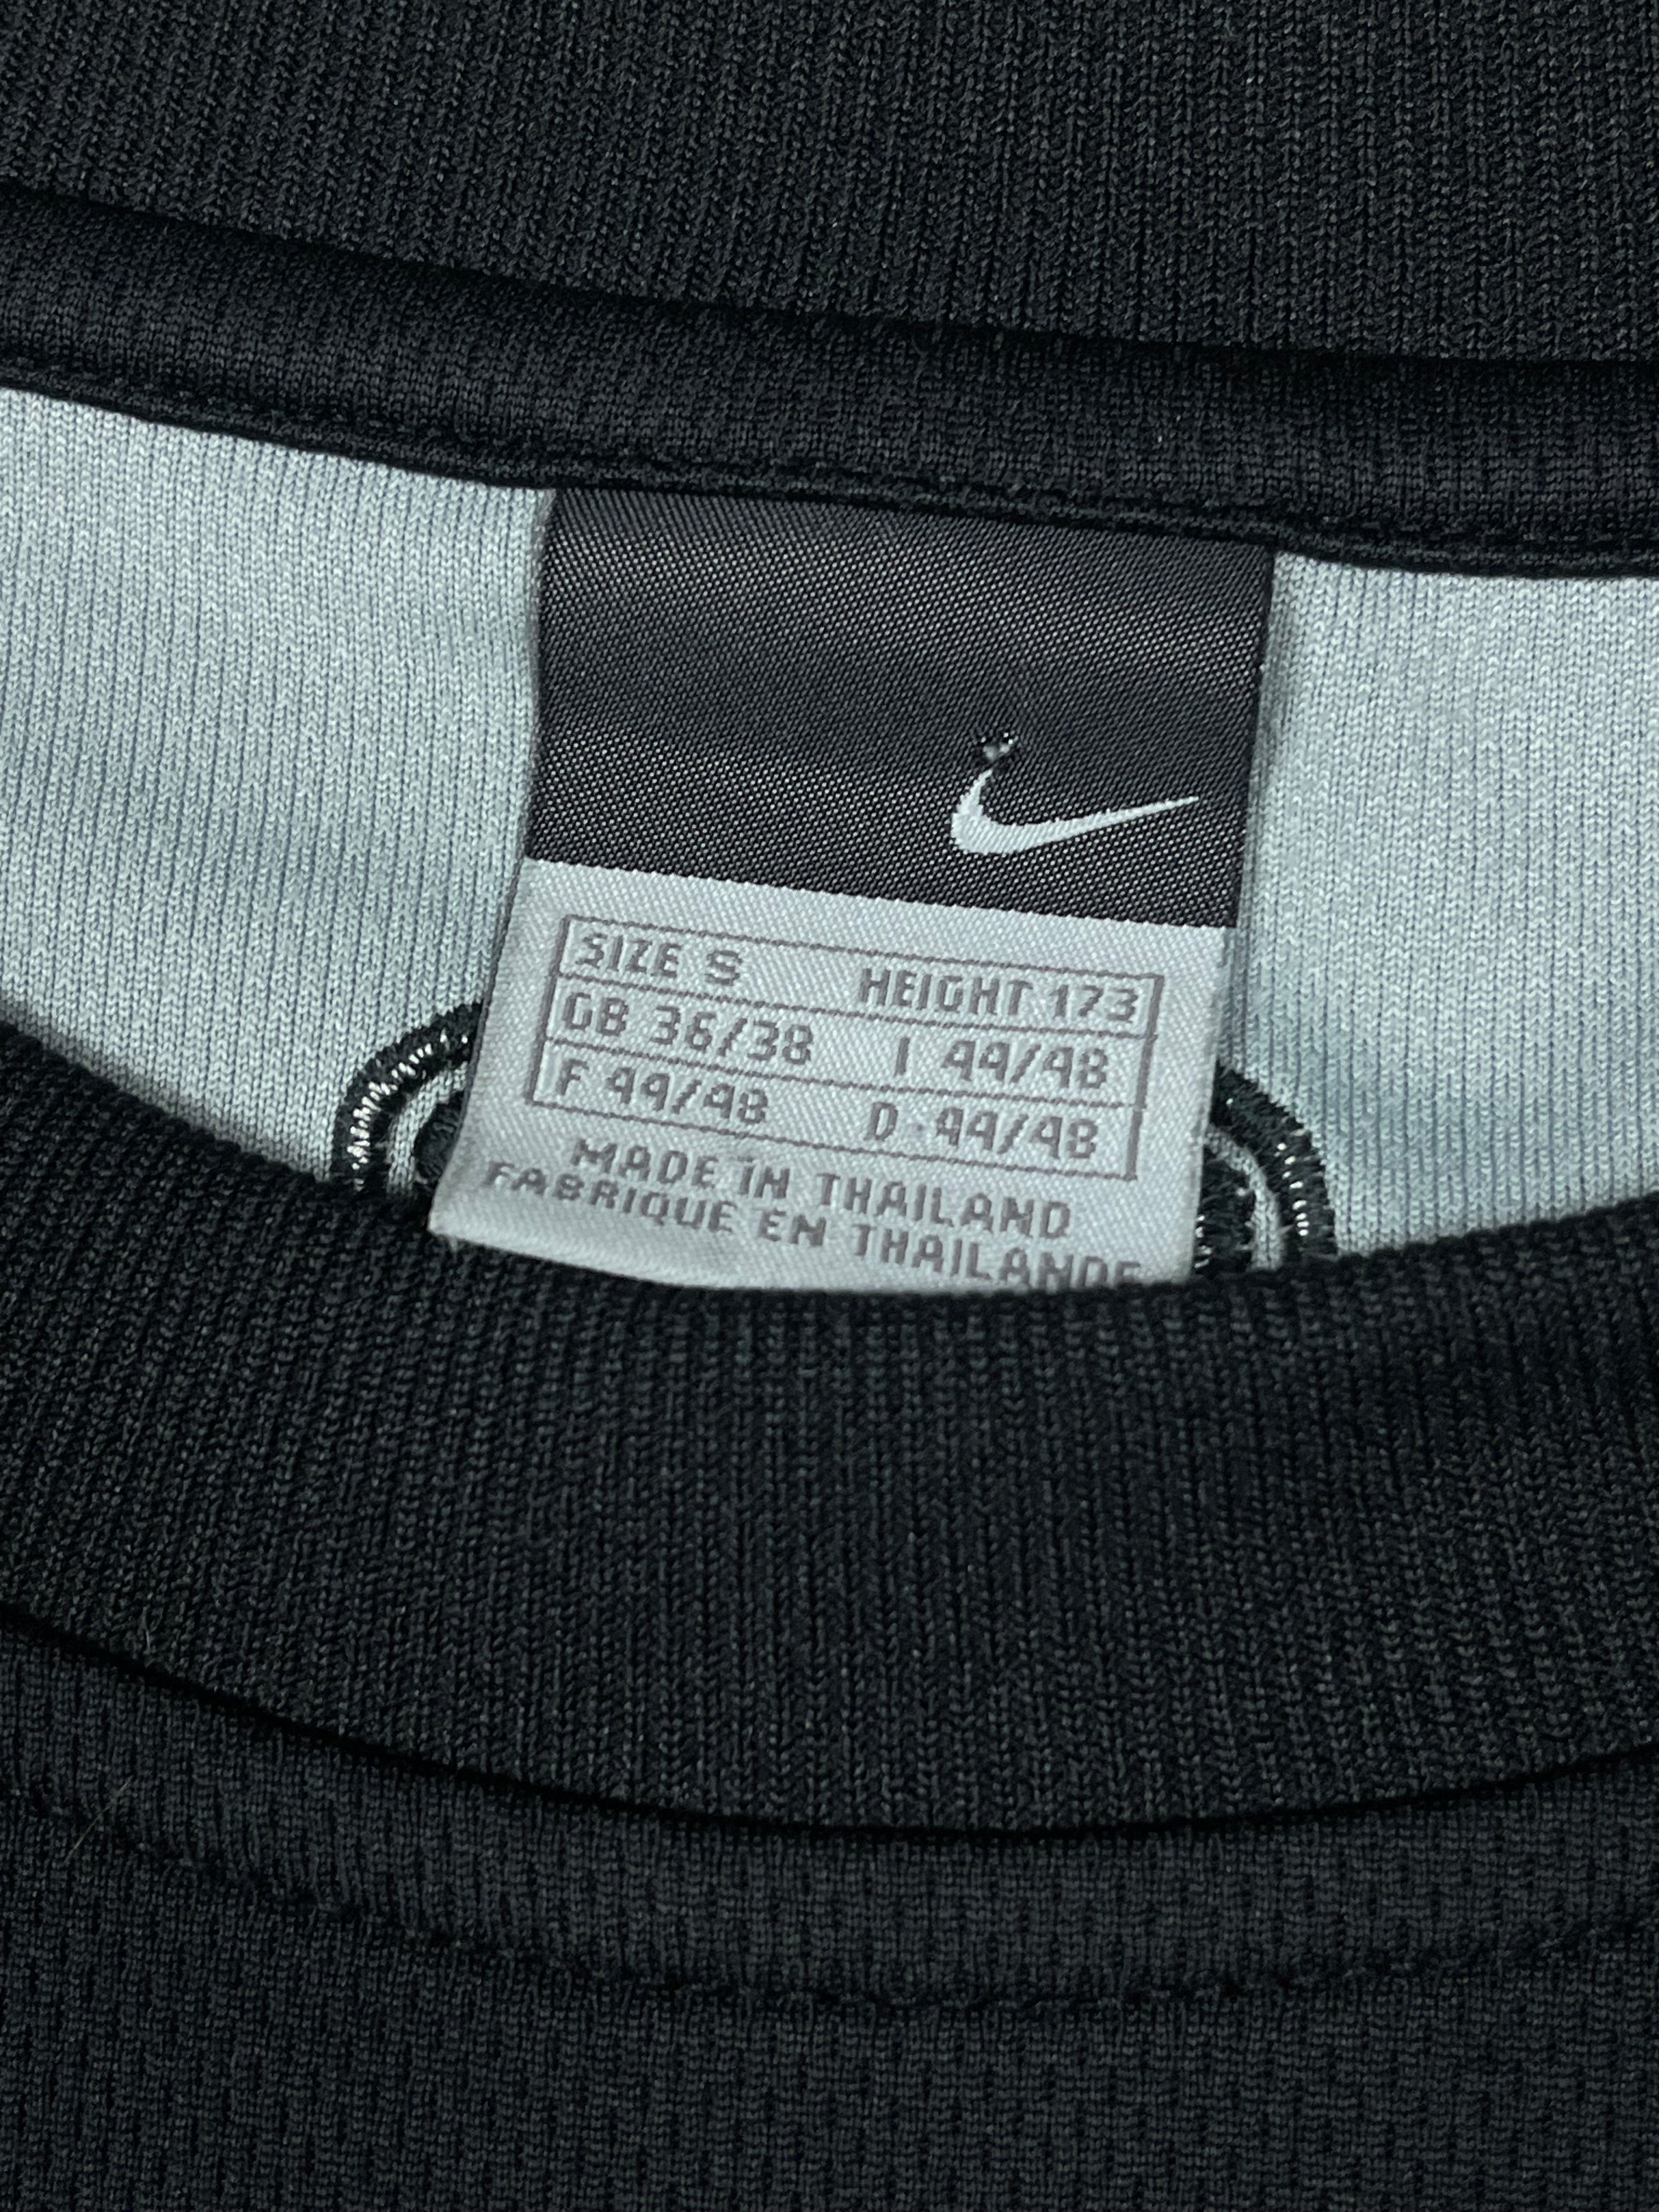 SIZE S HEIGHT 173
GB 36/38 I 44/48
F 44/48 D 44/48
MADE IN THAILAND
FABRIQUE EN THAILANDE